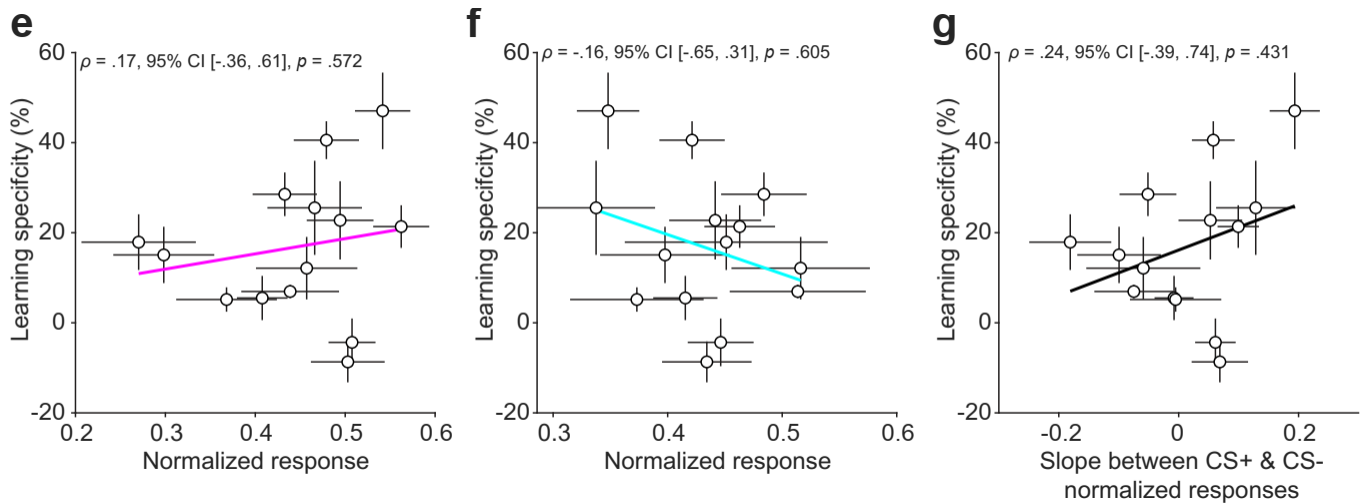 e
ρ = .17, 95% CI [-.36, .61], p = .572
Learning specifcity (%)
60
40
20
0
-20
0.2
0.3
0.4
0.5
0.6
Normalized response
f
ρ = -.16, 95% CI [-.65, .31], p = .605
Learning specifcity (%)
60
40
20
0
-20
0.3
0.4
0.5
0.6
Normalized response
g
ρ = .24, 95% CI [-.39, .74], p = .431
Learning specifcity (%)
60
40
20
0
-20
-0.2
0
0.2
Slope between CS+ & CS-
normalized responses